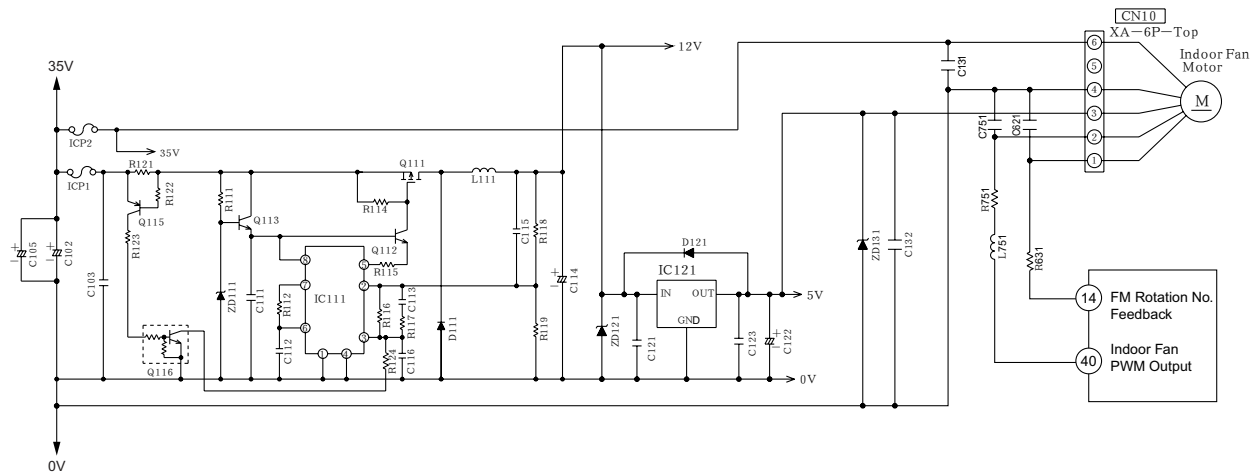 CN10
XA-6P-Top
12V
6
Indoor Fan
Motor
C131
5
35V
4
M
ICP2
3
C751
C621
35V
2
R121
Q111
1
ICP1
L111
R122
R111
R114
Q113
Q115
C115
R118
R751
R123
Q112
D121
ZD131
C132
C105
C102
8
5
R115
IC121
L751
R631
C103
7
2
C114
IN
OUT
5V
14
FM Rotation No.
Feedback
ZD111
C111
R112
IC111
R116
C113
GND
6
R117
D111
R119
ZD121
C121
C123
C122
3
C112
R124
C116
40
Indoor Fan
PWM Output
1
4
Q116
0V
0V